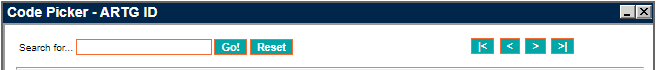 Code Picker - ARTG ID
Search for... Go! Reset |< < > >|